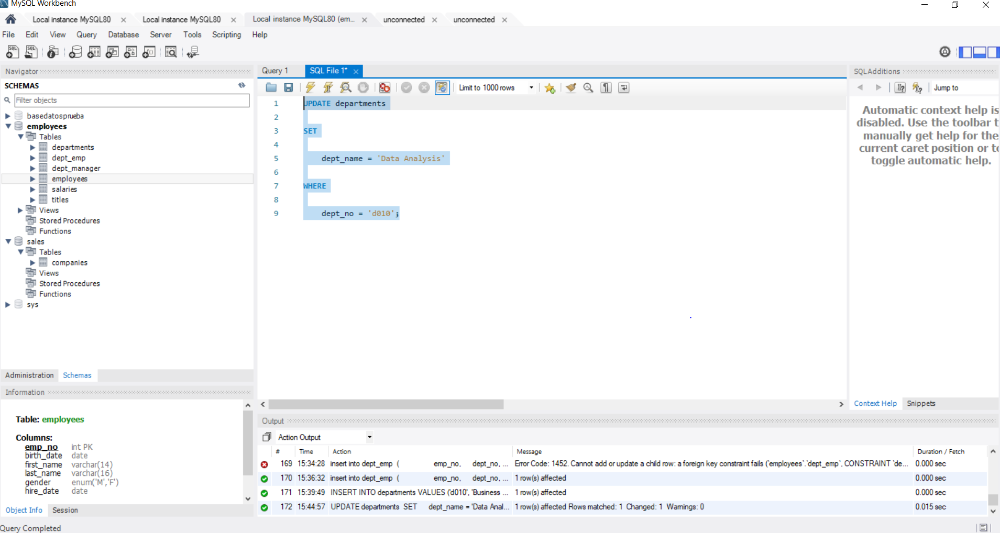 MySQL Workbench
Local instance MySQL80
Local instance MySQL80
Local instance MySQL80 (em...
unconnected
unconnected
File Edit View Query Database Server Tools Scripting Help
Navigator
SCHEMAS
Filter objects
basedatosprueba
employees
Tables
departments
dept_emp
dept_manager
employees
salaries
titles
Views
Stored Procedures
Functions
sales
Tables
companies
Views
Stored Procedures
Functions
sys
Administration Schemas
Information
Table: employees
Columns:
emp_no int PK
birth_date date
first_name varchar(14)
last_name varchar(16)
gender enum('M','F')
hire_date date
Object Info Session
Query Completed
Query 1 SQL File 1*
Limit to 1000 rows
1 UPDATE departments
2
3 SET
4
5 dept_name = 'Data Analysis'
6
7 WHERE
8
9 dept_no = 'd010';
SQLAdditions
Jump to
Automatic context help is
disabled. Use the toolbar t
manually get help for the
current caret position or to
toggle automatic help.
Context Help Snippets
Output
Action Output
# Time Action Message Duration / Fetch
169 15:34:28 insert into dept_emp ( emp_no, dept_no, ... Error Code: 1452. Cannot add or update a child row: a foreign key constraint fails (`employees`.`dept_emp`, CONSTRAINT `de... 0.000 sec
170 15:36:32 insert into dept_emp ( emp_no, dept_no, ... 1 row(s) affected 0.000 sec
171 15:39:49 INSERT INTO departments VALUES ('d010', 'Business ... 1 row(s) affected 0.000 sec
172 15:44:57 UPDATE departments SET dept_name = 'Data Anal... 1 row(s) affected Rows matched: 1 Changed: 1 Warnings: 0 0.015 sec